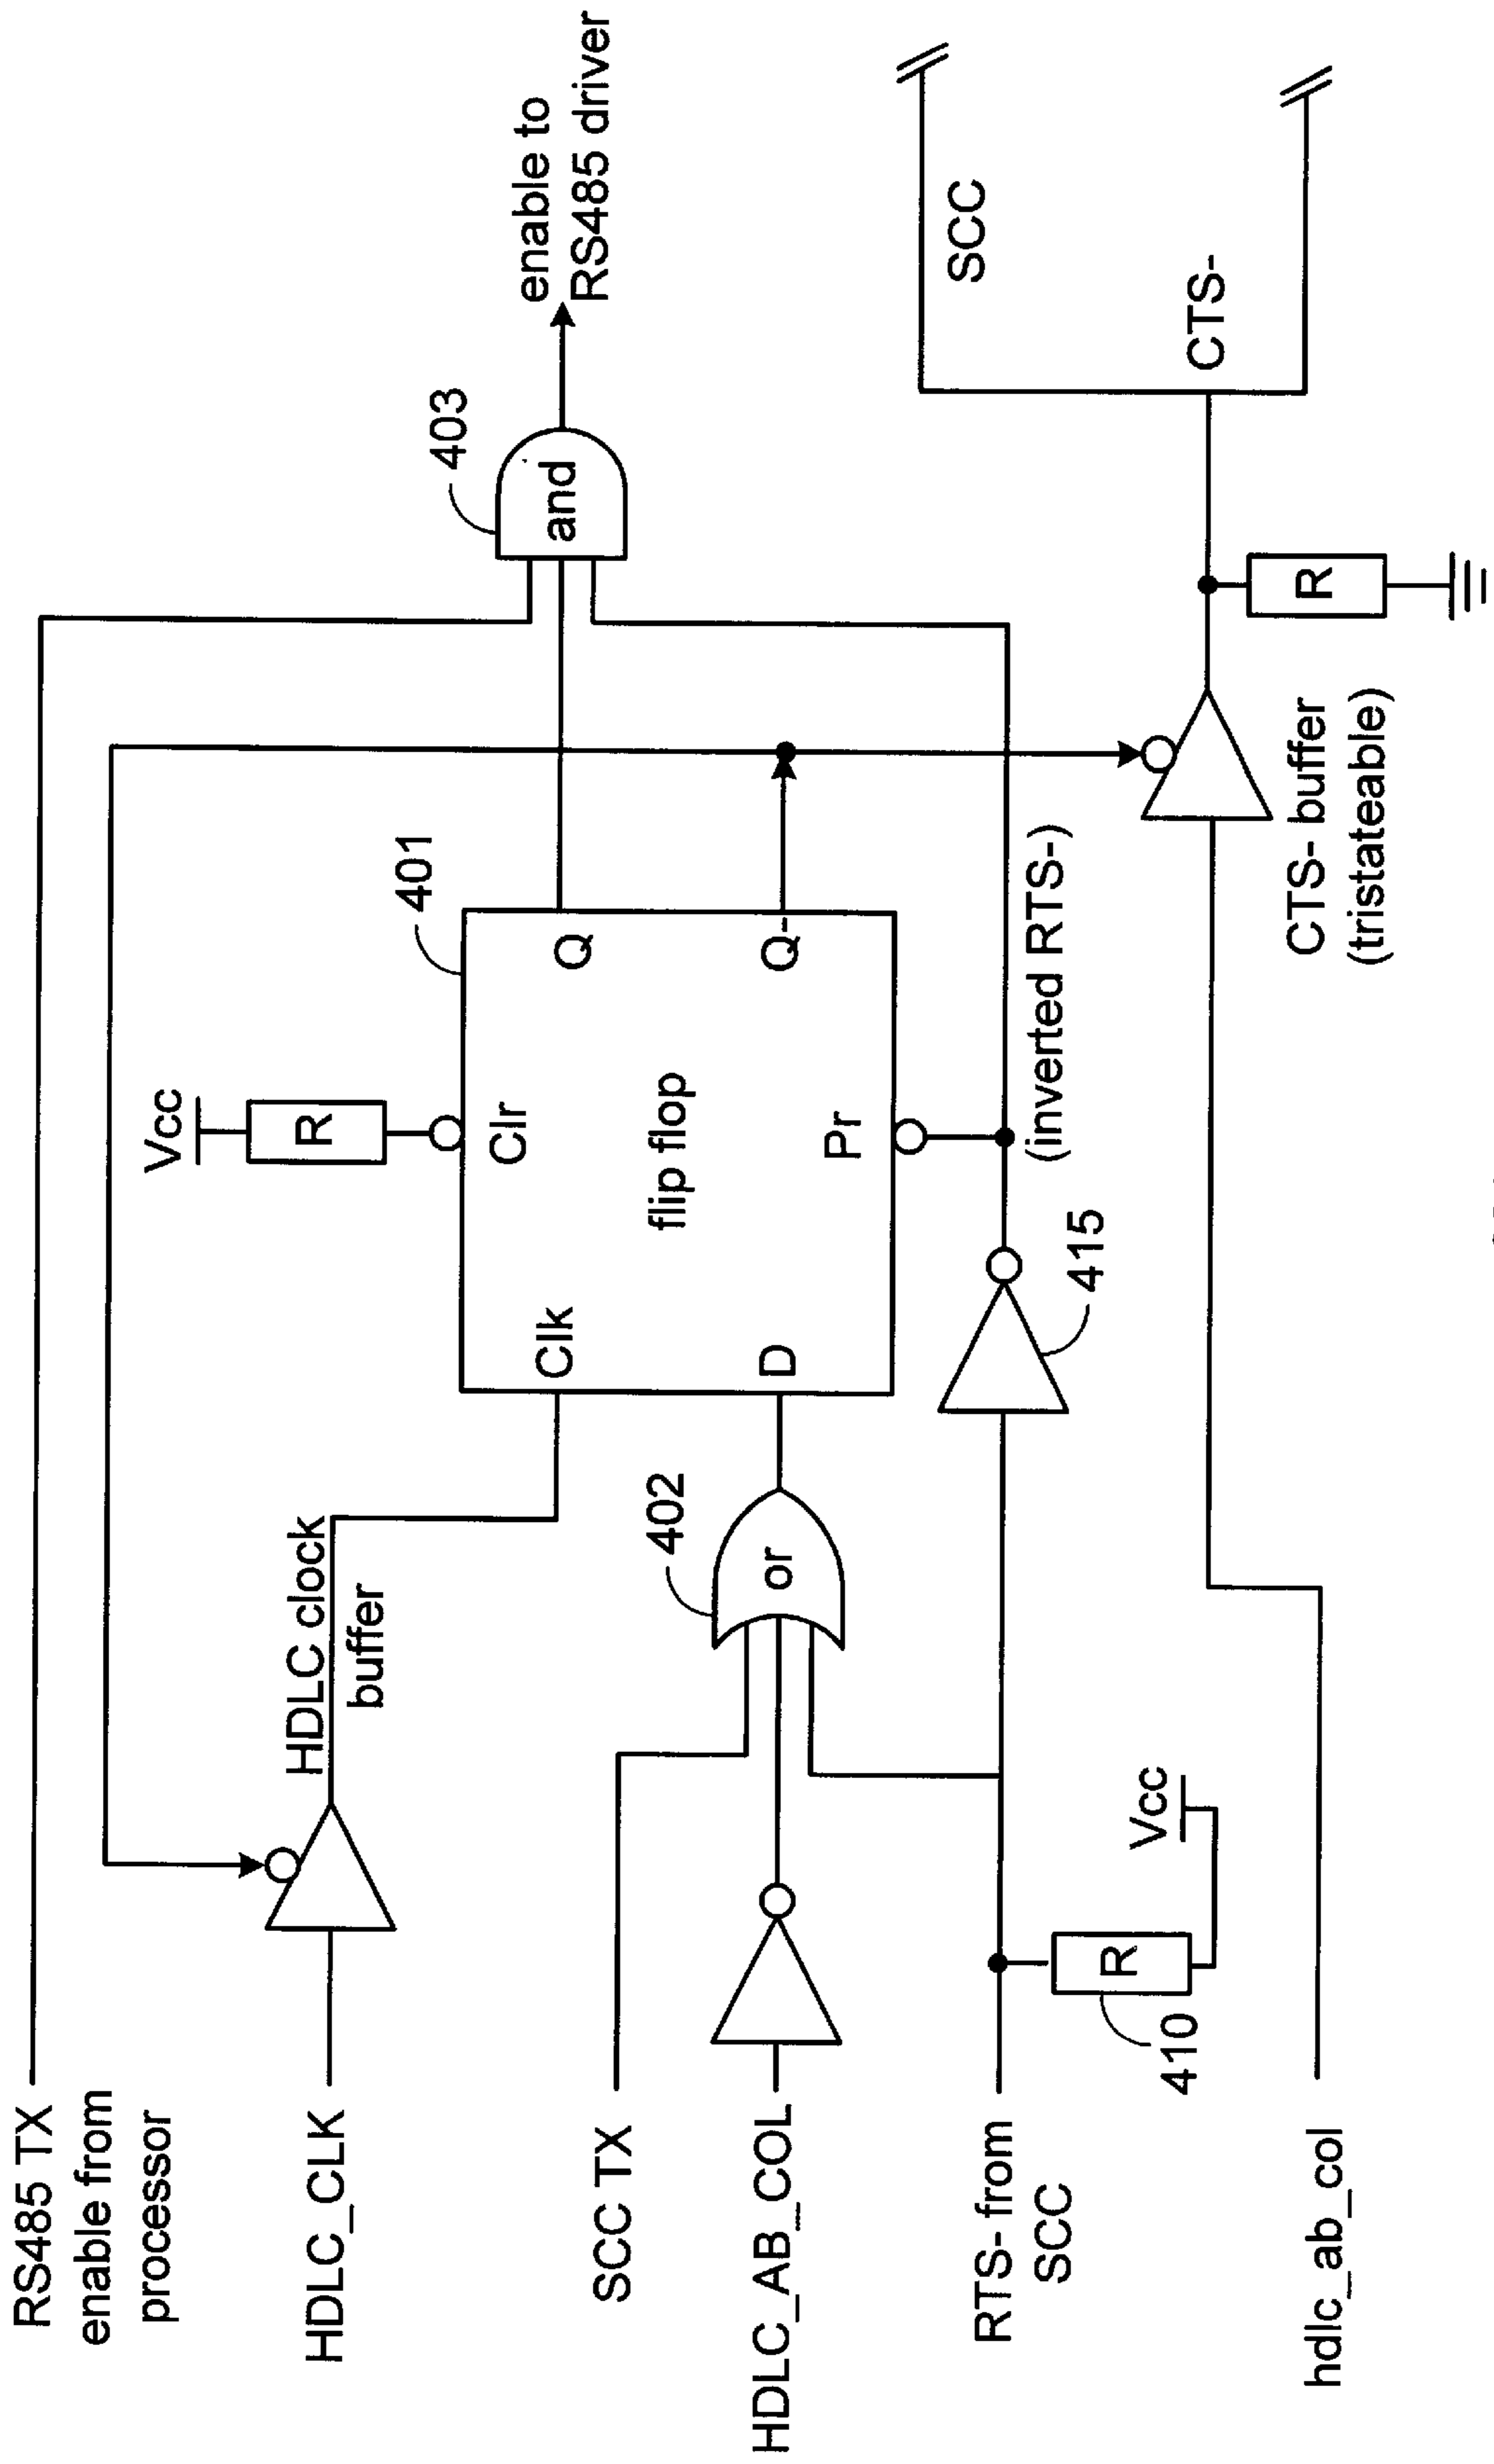 RS485 TX
enable from
processor
HDLC_CLK
HDLC clock
buffer
SCC TX
HDLC_AB_COL
RTS- from
SCC
hdlc_ab_col
410
R
Vcc
402
or
415
(inverted RTS-)
Vcc
R
Clk
D
Clr
Pr
flip flop
Q
Q-
401
403
and
enable to
RS485 driver
CTS- buffer
(tristateable)
R
SCC
CTS-